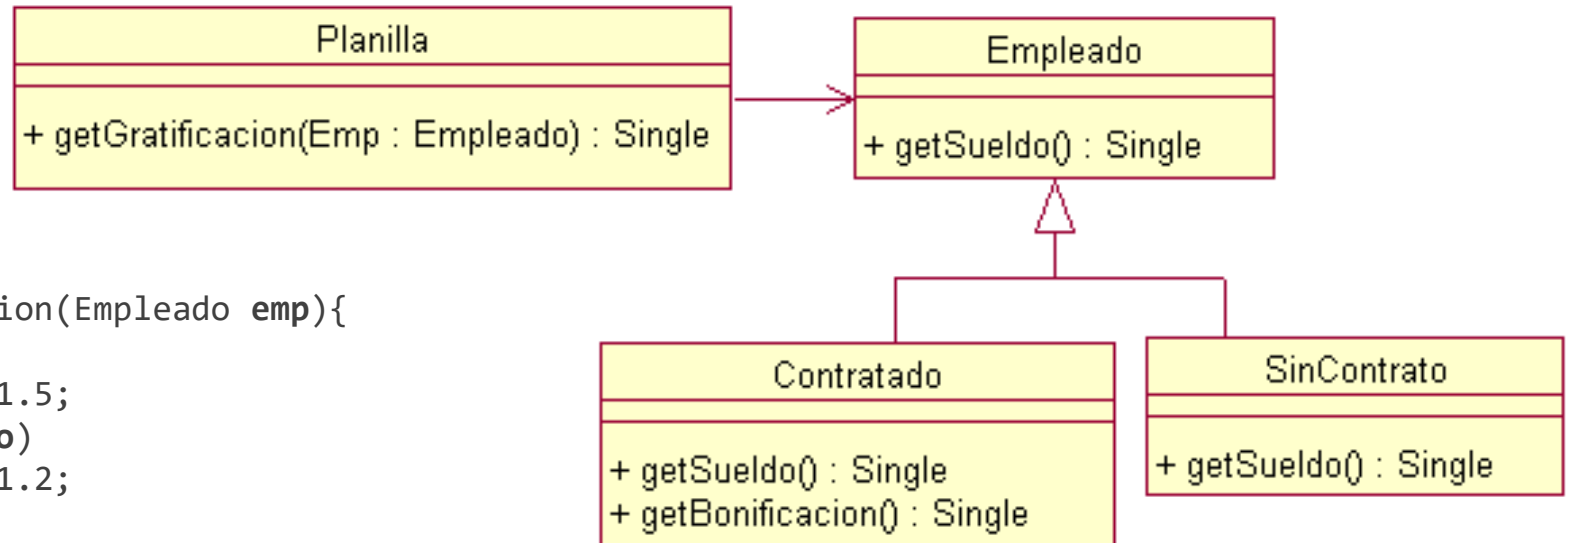 Planilla
+ getGratificacion(Emp : Empleado) : Single
Empleado
+ getSueldo() : Single
ion(Empleado emp){
1.5;
o)
1.2;
Contratado
+ getSueldo() : Single
+ getBonificacion() : Single
SinContrato
+ getSueldo() : Single